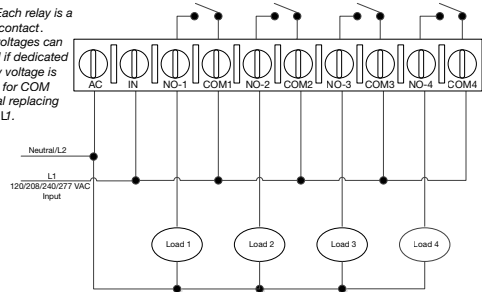 Each relay is a
contact.
oltages can
if dedicated
y voltage is
for COM
al replacing
L1.
AC IN NO-1 COM1 NO-2 COM2 NO-3 COM3 NO-4 COM4
Neutral/L2
L1
120/208/240/277 VAC
Input
Load 1 Load 2 Load 3 Load 4